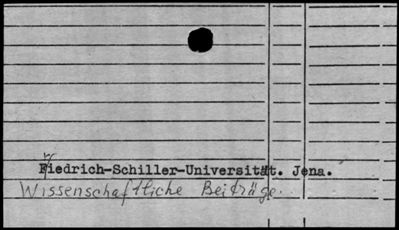 Friedrich-Schiller-Universität. Jena.
Wissenschaftliche Beiträge.